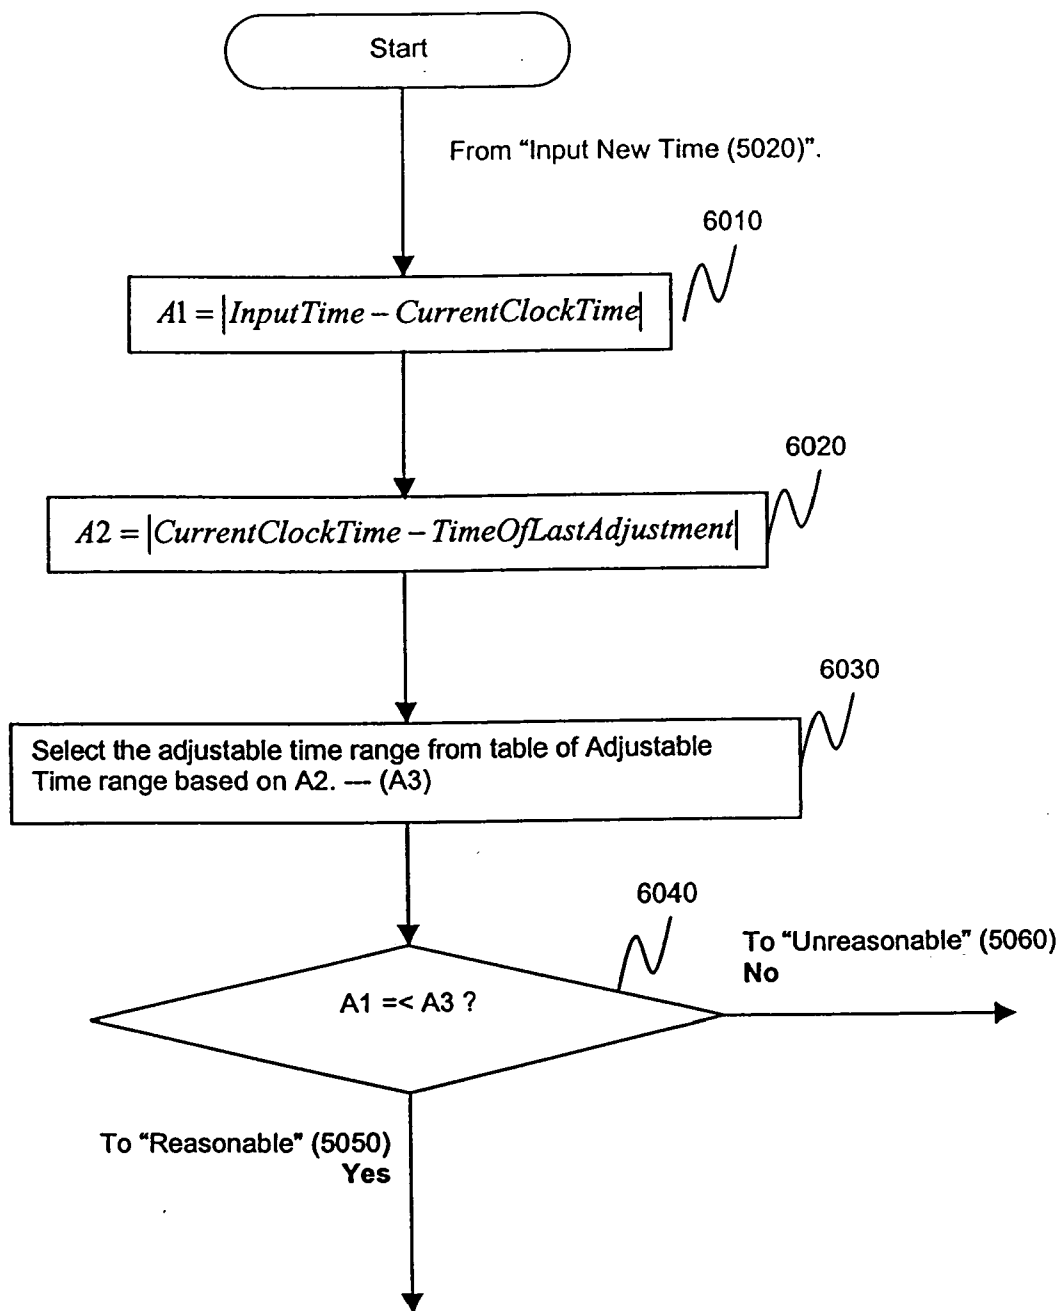 Start
From “Input New Time (5020)”.
6010
A1 = |InputTime – CurrentClockTime|
6020
A2 = |CurrentClockTime – TimeOfLastAdjustment|
6030
Select the adjustable time range from table of Adjustable
Time range based on A2. --- (A3)
6040
A1 =< A3 ?
To “Unreasonable” (5060)
No
To “Reasonable” (5050)
Yes